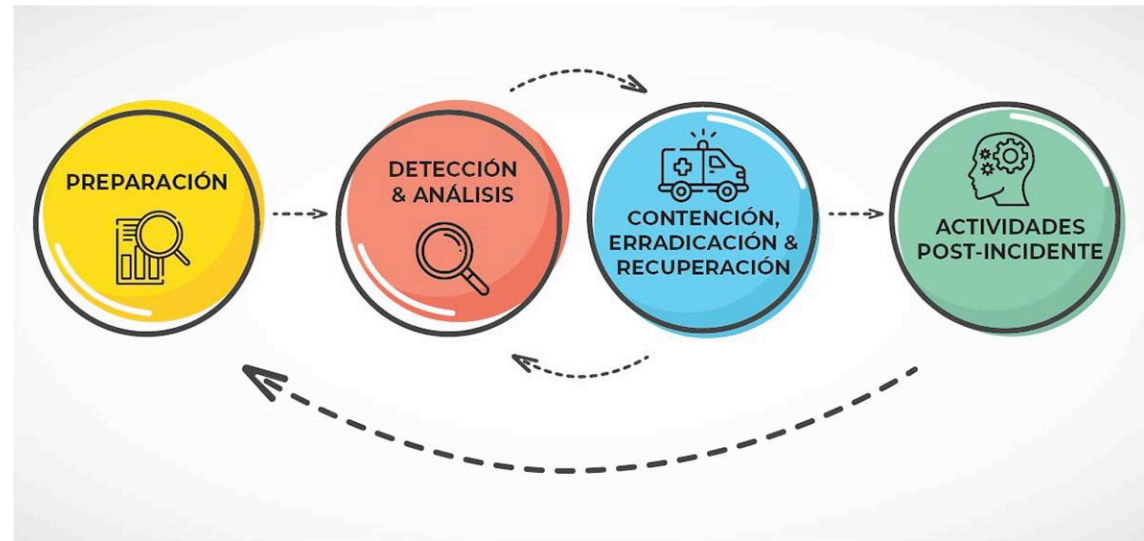 PREPARACIÓN
DETECCIÓN
& ANÁLISIS
CONTENCIÓN,
ERRADICACIÓN &
RECUPERACIÓN
ACTIVIDADES
POST-INCIDENTE